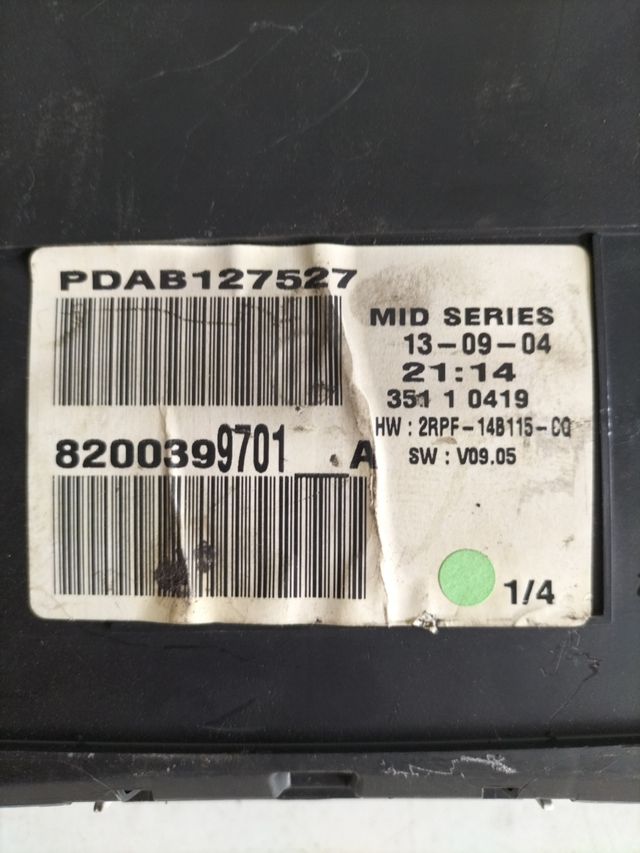 PDAB127527
MID SERIES
13-09-04
21:14
351 1 0419
HW : 2RPF-14B115-CQ
SW : V09.05
8200399701__A
1/4